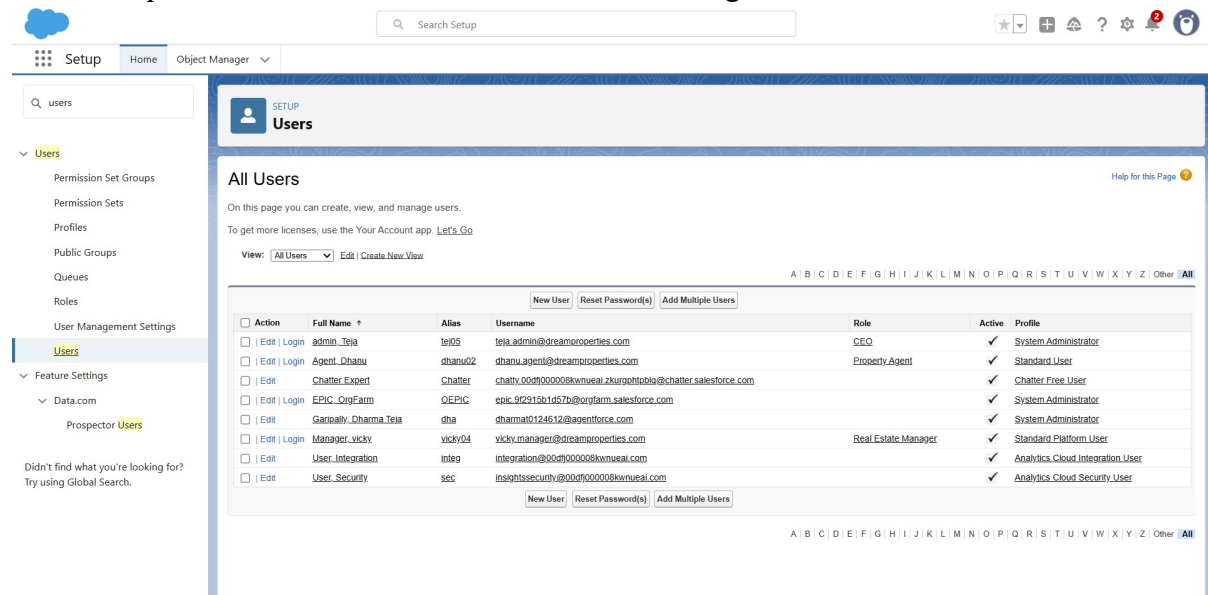 Search Setup
2
Setup Home Object Manager
users
SETUP
Users
Users
Permission Set Groups
Permission Sets
Profiles
Public Groups
Queues
Roles
User Management Settings
Users
Feature Settings
Data.com
Prospector Users
Didn't find what you're looking for?
Try using Global Search.
All Users
Help for this Page ?
On this page you can create, view, and manage users.
To get more licenses, use the Your Account app. Let's Go
View: All Users Edit | Create New View
A | B | C | D | E | F | G | H | I | J | K | L | M | N | O | P | Q | R | S | T | U | V | W | X | Y | Z | Other All
New User Reset Password(s) Add Multiple Users
Action Full Name ↑ Alias Username Role Active Profile
| Edit | Login admin, Teja tej05 teja.admin@dreamproperties.com CEO ✓ System Administrator
| Edit | Login Agent, Dhanu dhanu02 dhanu.agent@dreamproperties.com Property Agent ✓ Standard User
| Edit Chatter Expert Chatter chatty.00dfj000008kwnueai.zkurgphtpblq@chatter.salesforce.com ✓ Chatter Free User
| Edit | Login EPIC, OrgFarm OEPIC epic.9f2915b1d57b@orgfarm.salesforce.com ✓ System Administrator
| Edit Garipally, Dharma Teja dha dharmat0124612@agentforce.com ✓ System Administrator
| Edit | Login Manager, vicky vicky04 vicky.manager@dreamproperties.com Real Estate Manager ✓ Standard Platform User
| Edit User, Integration integ integration@00dfj000008kwnueai.com ✓ Analytics Cloud Integration User
| Edit User, Security sec insightssecurity@00dfj000008kwnueai.com ✓ Analytics Cloud Security User
New User Reset Password(s) Add Multiple Users
A | B | C | D | E | F | G | H | I | J | K | L | M | N | O | P | Q | R | S | T | U | V | W | X | Y | Z | Other All